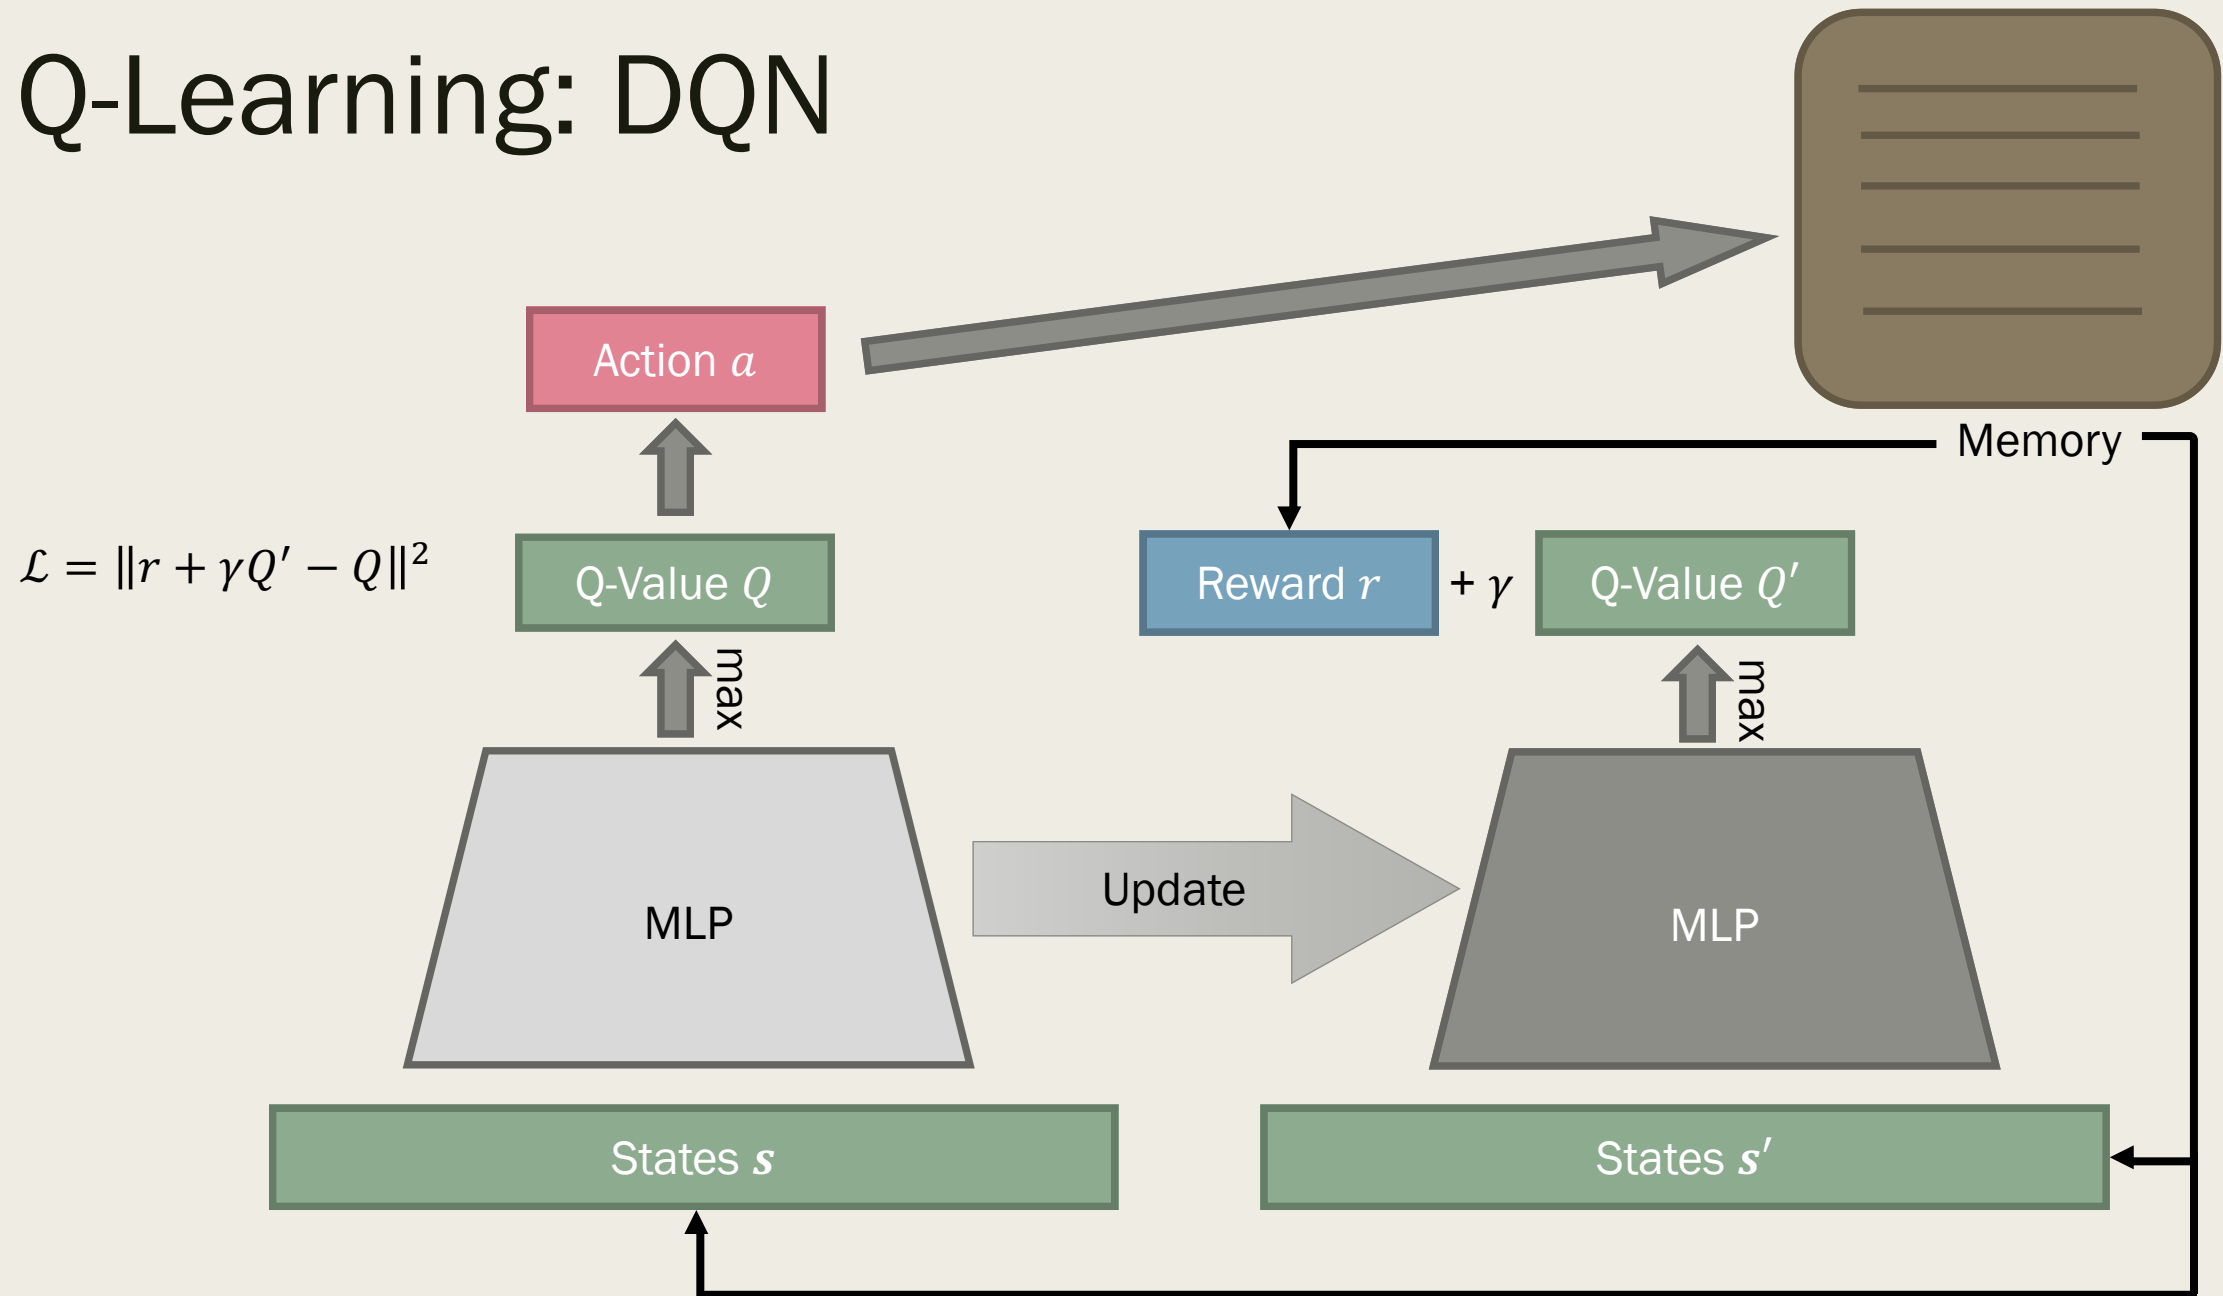 Q-Learning: DQN
Action 𝑎
Memory
ℒ = ‖𝑟 + 𝛾𝑄′ − 𝑄‖²
Q-Value 𝑄
Reward 𝑟
+ 𝛾
Q-Value 𝑄′
max
max
MLP
Update
MLP
States 𝒔
States 𝒔′